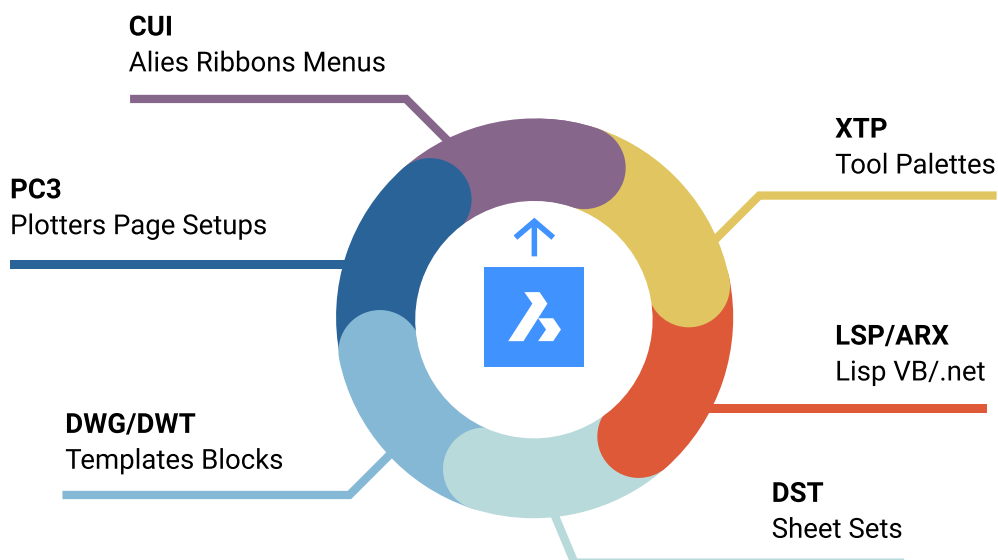 CUI
Alies Ribbons Menus
XTP
Tool Palettes
PC3
Plotters Page Setups
LSP/ARX
Lisp VB/.net
DWG/DWT
Templates Blocks
DST
Sheet Sets